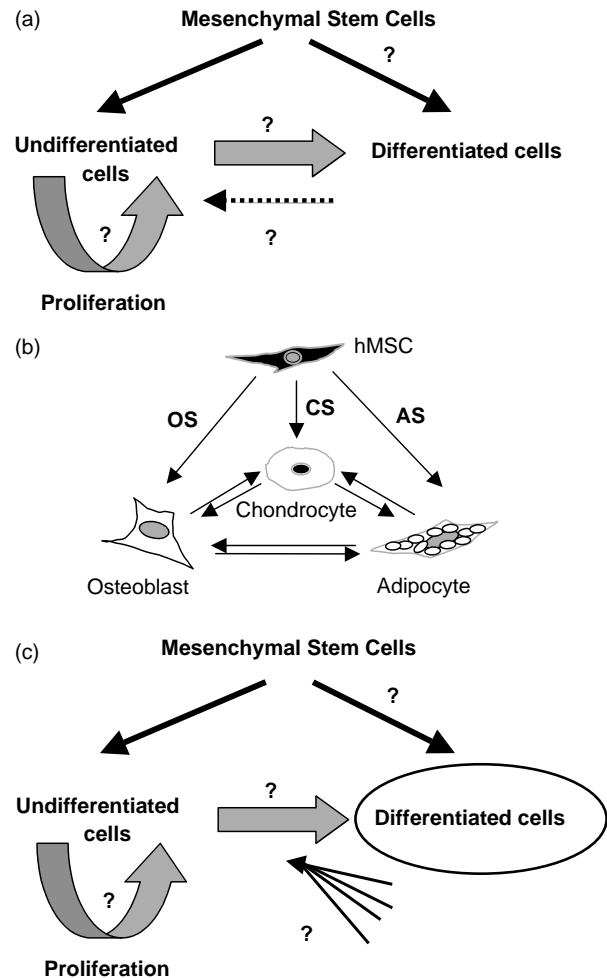 (a)
Mesenchymal Stem Cells
?
Undifferentiated
cells
?
Differentiated cells
?
?
Proliferation
(b)
hMSC
OS
CS
AS
Chondrocyte
Osteoblast
Adipocyte
(c)
Mesenchymal Stem Cells
?
Undifferentiated
cells
?
Differentiated cells
?
?
Proliferation